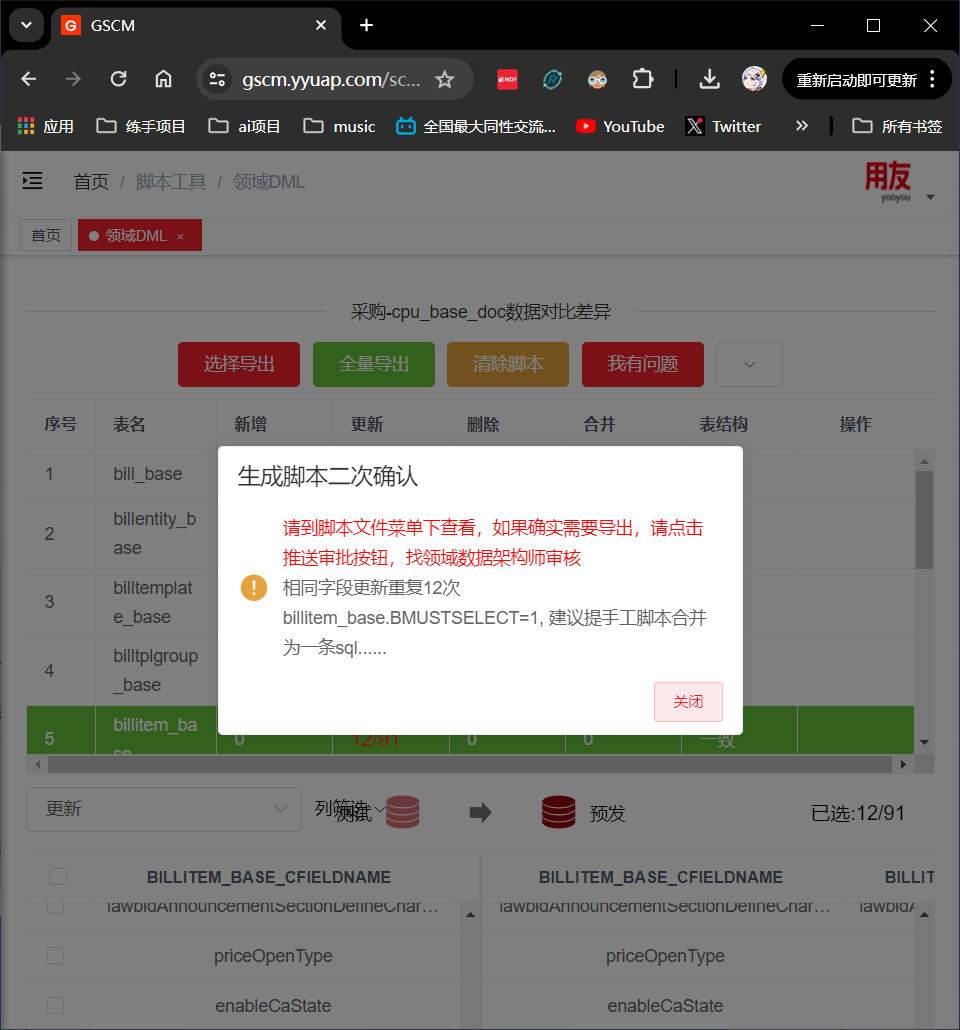 GSCM
gscm.yyuap.com/sc...
重新启动即可更新
应用
练手项目
ai项目
music
全国最大同性交流...
YouTube
Twitter
所有书签
首页 / 脚本工具 / 领域DML
用友
yonyou
首页
领域DML ×
采购-cpu_base_doc数据对比差异
选择导出
全量导出
清除脚本
我有问题
序号 表名 新增 更新 删除 合并 表结构 操作
1 bill_base
2 billentity_b
ase
3 billtemplat
e_base
4 billtplgroup
_base
生成脚本二次确认
请到脚本文件菜单下查看，如果确实需要导出，请点击
推送审批按钮，找领域数据架构师审核
相同字段更新重复12次
billitem_base.BMUSTSELECT=1, 建议提手工脚本合并
为一条sql......
关闭
5 billitem_ba
se 0 12/91 0 0 一致
更新
列筛选
测试
预发
已选:12/91
BILLITEM_BASE_CFIELDNAME BILLITEM_BASE_CFIELDNAME BILLIT
lawbidAnnouncementSectionDefineChar... lawbidAnnouncementSectionDefineChar... lawbidA
priceOpenType priceOpenType
enableCaState enableCaState